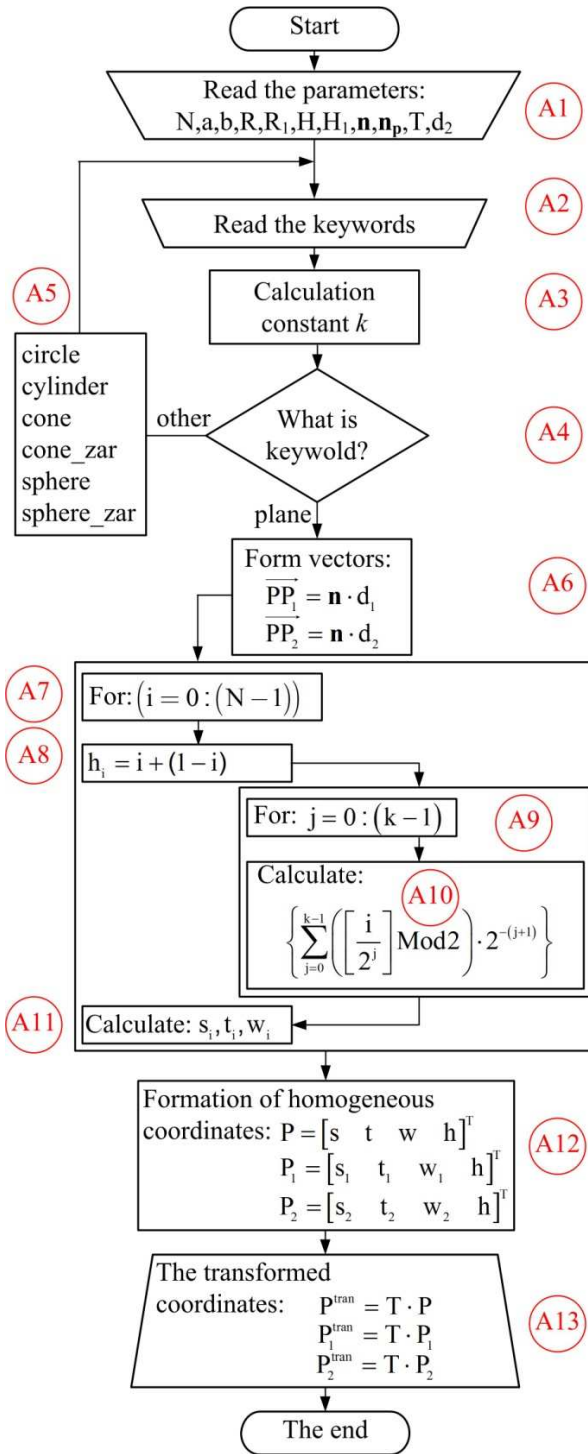 Start
Read the parameters:
N,a,b,R,R₁,H,H₁,n,nₚ,T,d₂
A1
Read the keywords
A2
Calculation
constant k
A3
A5
circle
cylinder
cone
cone_zar
sphere
sphere_zar
other
What is
keywold?
A4
plane
Form vectors:
PP₁ = n · d₁
PP₂ = n · d₂
A6
A7
For: (i = 0 : (N − 1))
A8
hᵢ = i + (1 − i)
For: j = 0 : (k − 1)
A9
Calculate:
A10
{∑_{j=0}^{k-1} ([i/2^j] Mod2) · 2^{-(j+1)}}
A11
Calculate: sᵢ, tᵢ, wᵢ
Formation of homogeneous
coordinates: P = [s t w h]ᵀ
P₁ = [s₁ t₁ w₁ h]ᵀ
P₂ = [s₂ t₂ w₂ h]ᵀ
A12
The transformed
coordinates: P^tran = T · P
P₁^tran = T · P₁
P₂^tran = T · P₂
A13
The end